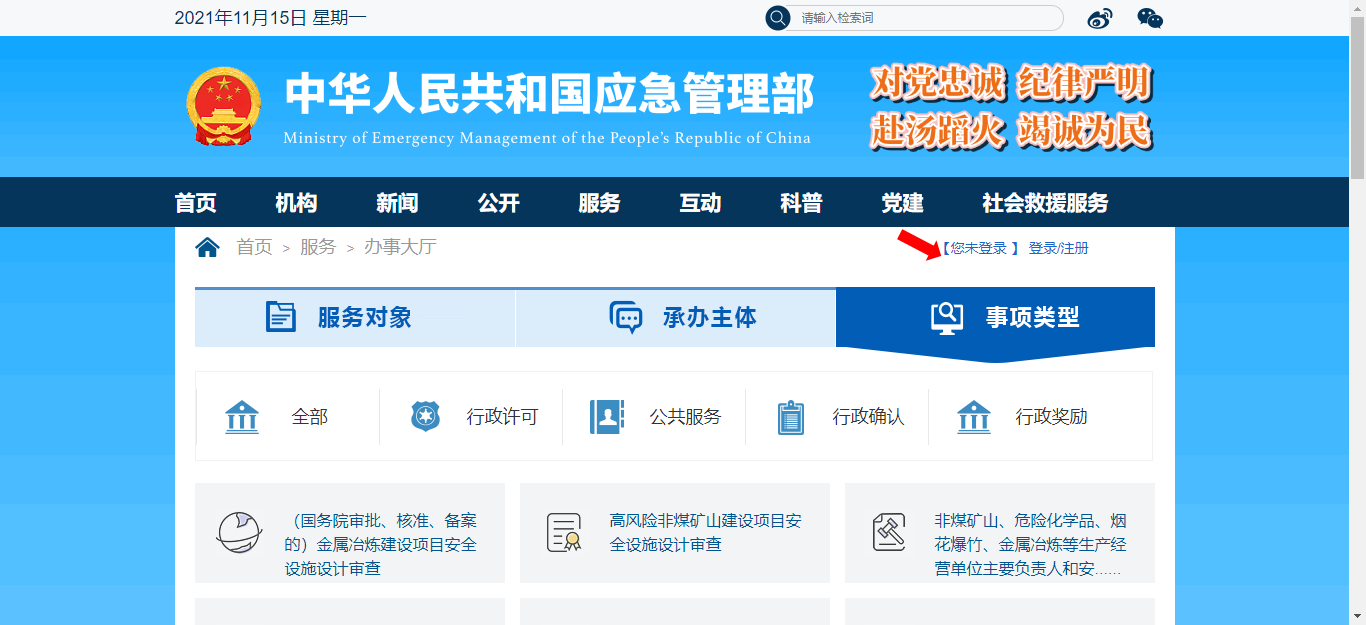 2021年11月15日 星期一
请输入检索词
中华人民共和国应急管理部
Ministry of Emergency Management of the People's Republic of China
对党忠诚 纪律严明
赴汤蹈火 竭诚为民
首页 机构 新闻 公开 服务 互动 科普 党建 社会救援服务
首页 > 服务 > 办事大厅
【您未登录 】 登录/注册
服务对象 承办主体 事项类型
全部 行政许可 公共服务 行政确认 行政奖励
（国务院审批、核准、备案
的）金属冶炼建设项目安全
设施设计审查
高风险非煤矿山建设项目安
全设施设计审查
非煤矿山、危险化学品、烟
花爆竹、金属冶炼等生产经
营单位主要负责人和安......